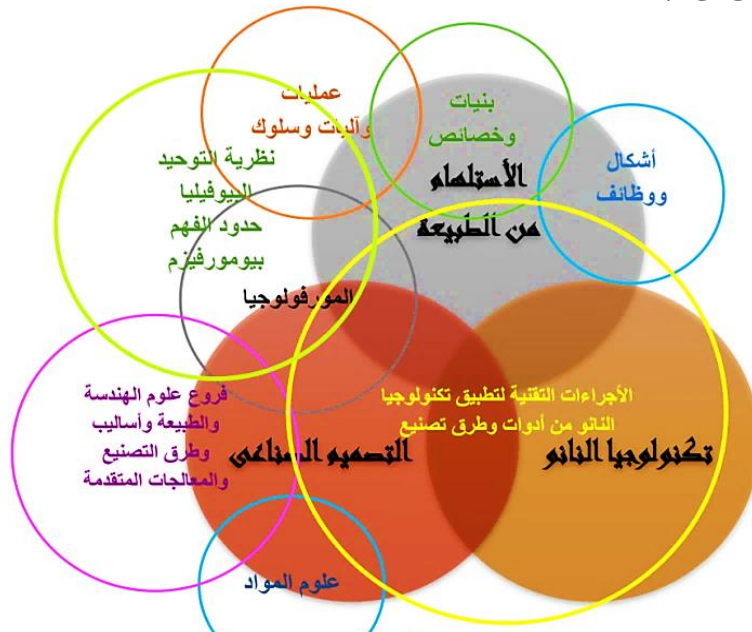 عمليات
وآليات وسلوك
بنيات
وخصائص
أشكال
ووظائف
نظرية التوحيد
البيوفيليا
حدود الفهم
بيومورفيزم
الأستلهام
من الطبيعة
المورفولوجيا
فروع علوم الهندسة
والطبيعة وأساليب
وطرق التصنيع
والمعالجات المتقدمة
الأجراءات التقنية لتطبيق تكنولوجيا
النانو من أدوات وطرق تصنيع
التصميم الصناعى
تكنولوجيا النانو
علوم المواد